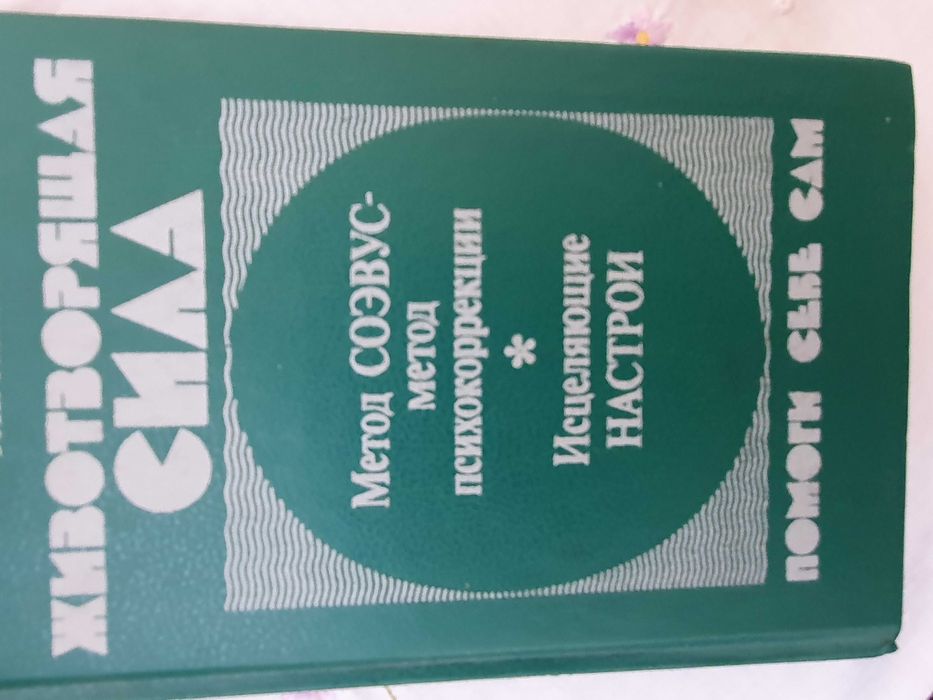 ЖИВОТВОРЯЩАЯ
СИЛА
Метод СОЭВУС-
метод
психокоррекции
*
Исцеляющие
НАСТРОИ
ПОМОГИ СЕБЕ САМ